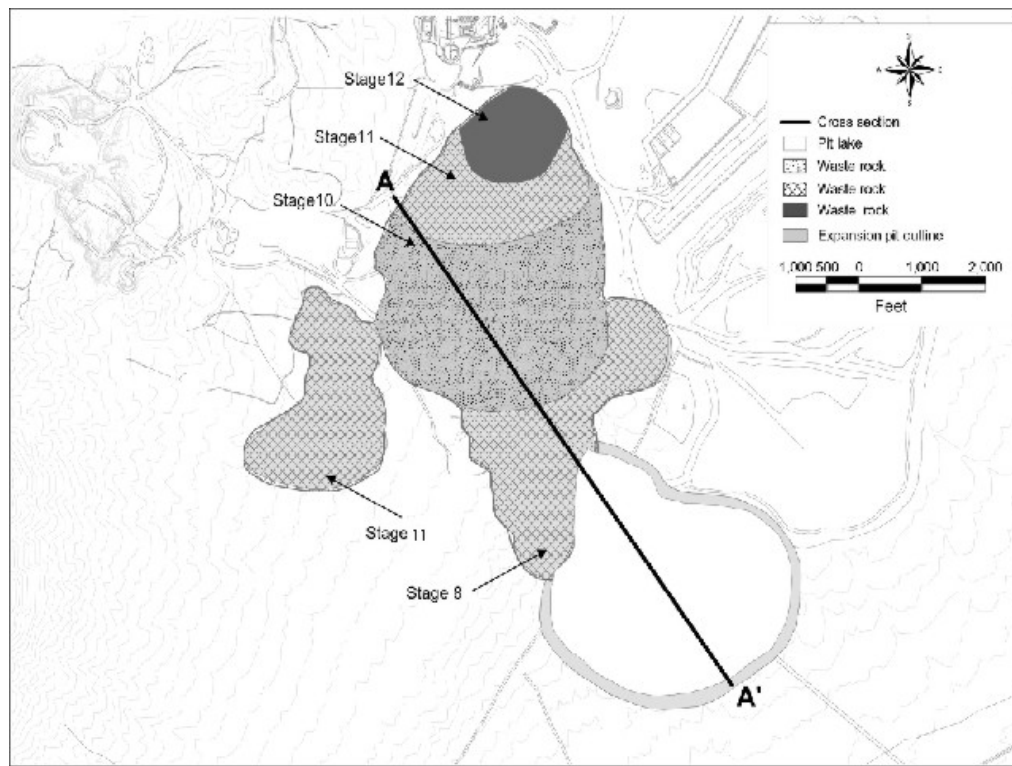 Stage12
Stage11
A
Stage10
Stage 11
Stage 8
A'
Cross section
Pit lake
Waste rock
Waste rock
Waste rock
Expansion pit outline
1,000 500 0 1,000 2,000
Feet